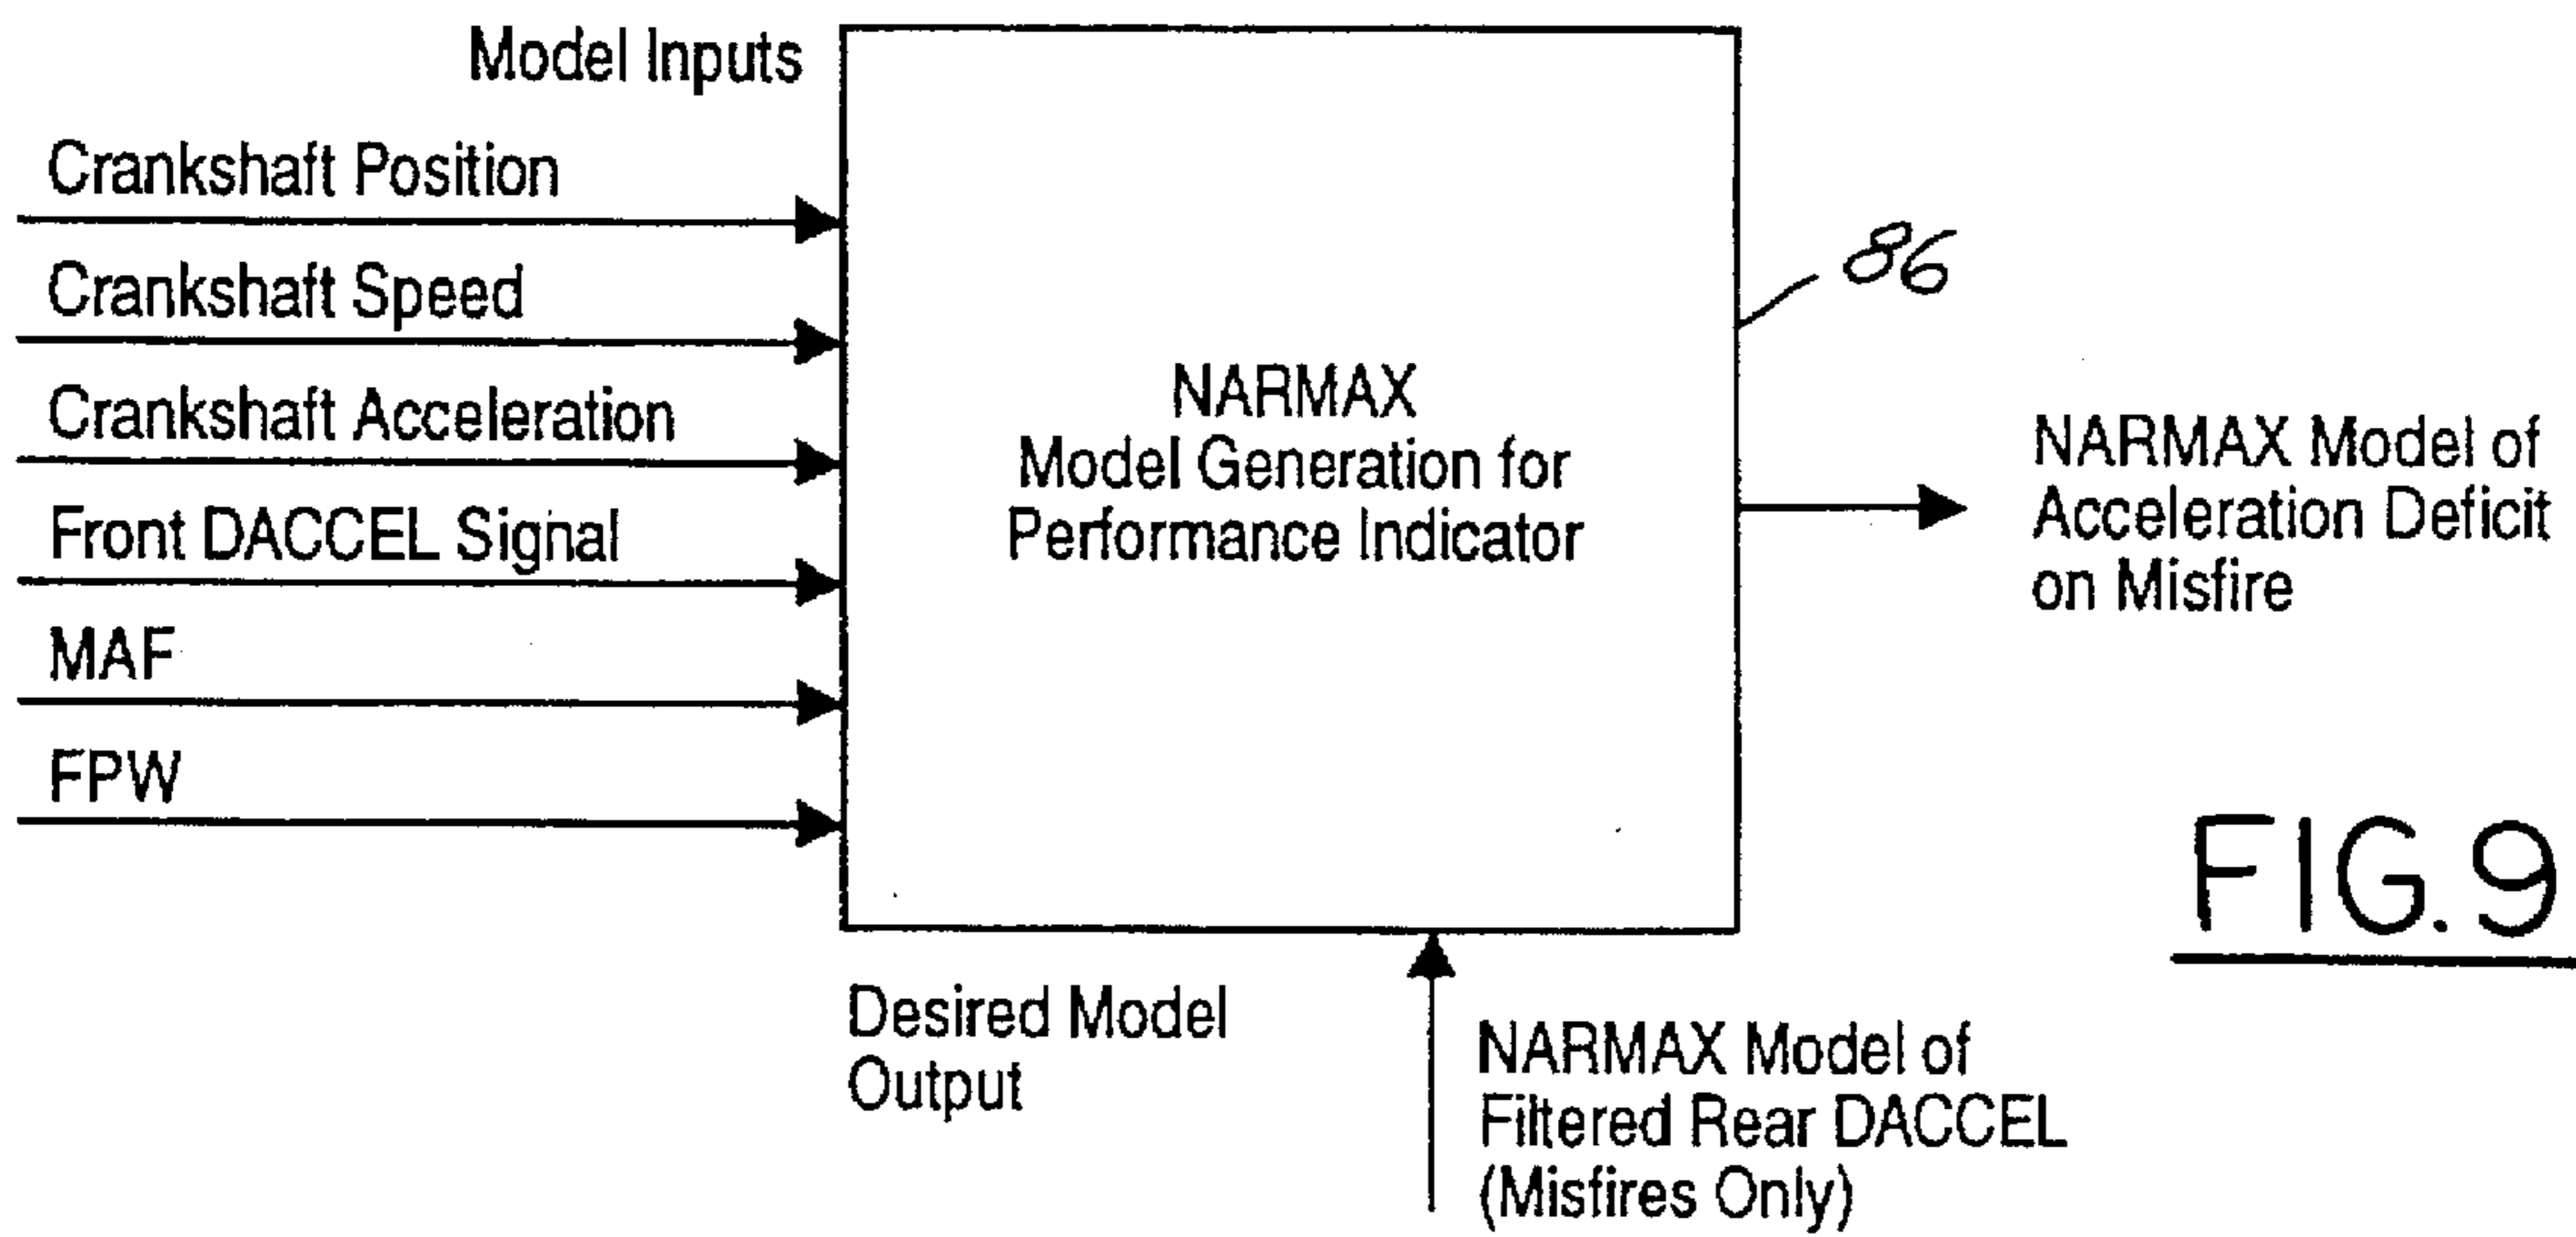 Model Inputs
Crankshaft Position
Crankshaft Speed
Crankshaft Acceleration
Front DACCEL Signal
MAF
FPW
NARMAX
Model Generation for
Performance Indicator
86
NARMAX Model of
Acceleration Deficit
on Misfire
Desired Model
Output
NARMAX Model of
Filtered Rear DACCEL
(Misfires Only)
FIG.9